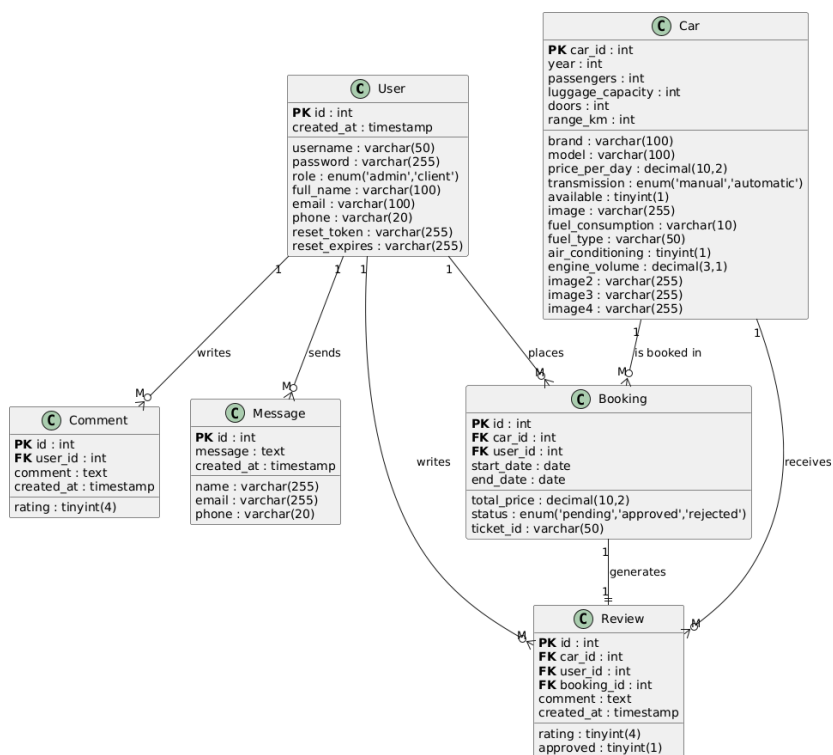 C Car
PK car_id : int
year : int
passengers : int
luggage_capacity : int
doors : int
range_km : int
brand : varchar(100)
model : varchar(100)
price_per_day : decimal(10,2)
transmission : enum('manual','automatic')
available : tinyint(1)
image : varchar(255)
fuel_consumption : varchar(10)
fuel_type : varchar(50)
air_conditioning : tinyint(1)
engine_volume : decimal(3,1)
image2 : varchar(255)
image3 : varchar(255)
image4 : varchar(255)
C User
PK id : int
created_at : timestamp
username : varchar(50)
password : varchar(255)
role : enum('admin','client')
full_name : varchar(100)
email : varchar(100)
phone : varchar(20)
reset_token : varchar(255)
reset_expires : varchar(255)
1 1 1 1
1 1
writes
sends
places
is booked in
M M M M
C Comment
PK id : int
FK user_id : int
comment : text
created_at : timestamp
rating : tinyint(4)
C Message
PK id : int
message : text
created_at : timestamp
name : varchar(255)
email : varchar(255)
phone : varchar(20)
C Booking
PK id : int
FK car_id : int
FK user_id : int
start_date : date
end_date : date
total_price : decimal(10,2)
status : enum('pending','approved','rejected')
ticket_id : varchar(50)
writes
receives
1
generates
1
M M
C Review
PK id : int
FK car_id : int
FK user_id : int
FK booking_id : int
comment : text
created_at : timestamp
rating : tinyint(4)
approved : tinyint(1)